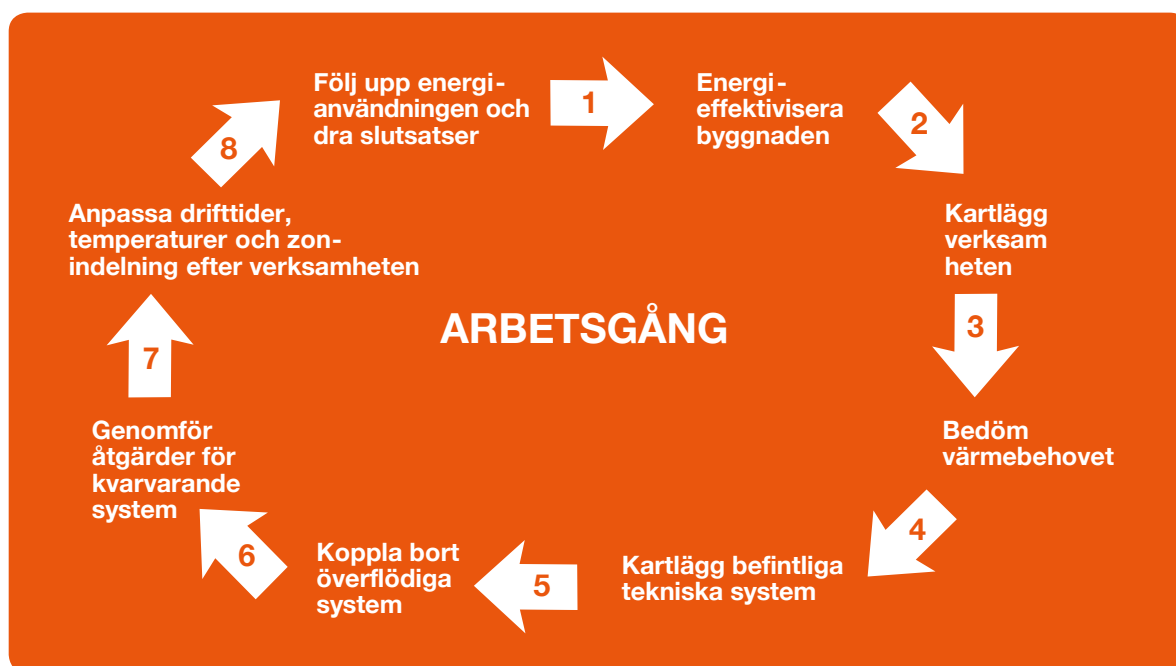 ARBETSGÅNG
Följ upp energi-
användningen och
dra slutsatser
1
Energi-
effektivisera
byggnaden
2
Kartlägg
verksam
heten
3
Bedöm
värmebehovet
4
Kartlägg befintliga
tekniska system
5
Koppla bort
överflödiga
system
6
Genomför
åtgärder för
kvarvarande
system
7
Anpassa drifttider,
temperaturer och zon-
indelning efter verksamheten
8